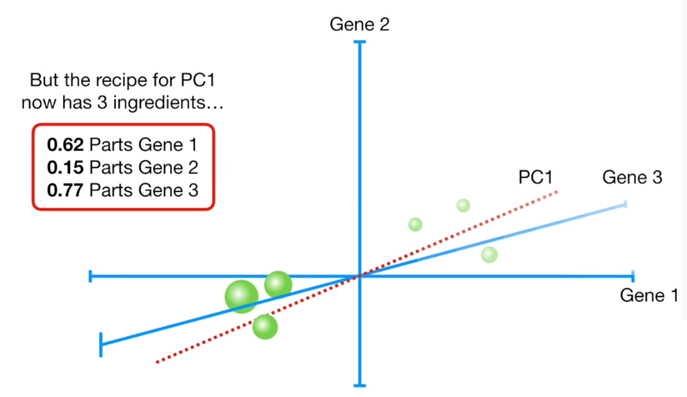 Gene 2
But the recipe for PC1
now has 3 ingredients...
0.62 Parts Gene 1
0.15 Parts Gene 2
0.77 Parts Gene 3
PC1
Gene 3
Gene 1